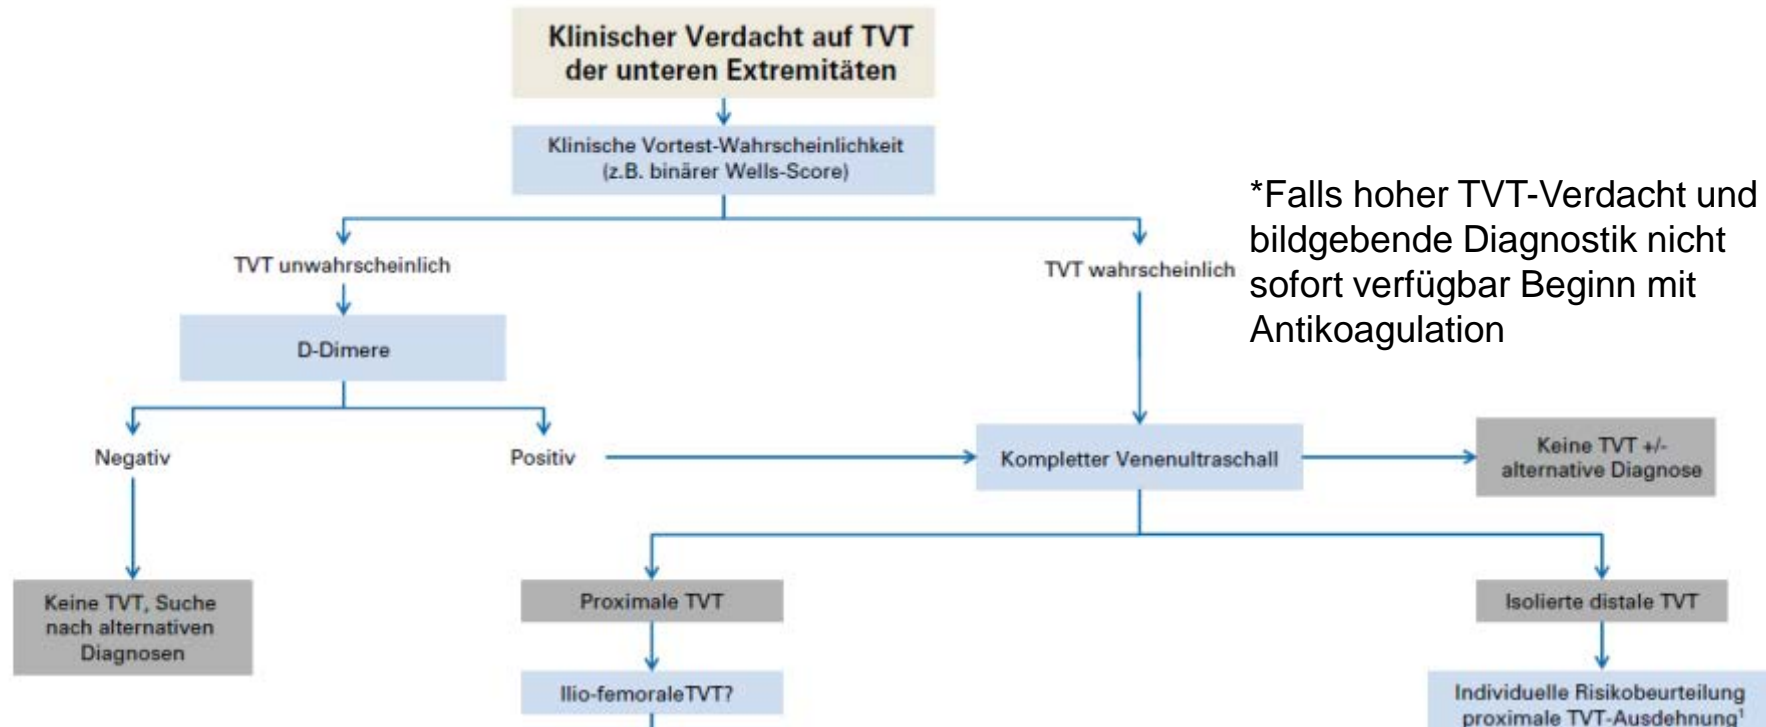 Klinischer Verdacht auf TVT
der unteren Extremitäten
Klinische Vortest-Wahrscheinlichkeit
(z.B. binärer Wells-Score)
*Falls hoher TVT-Verdacht und
bildgebende Diagnostik nicht
sofort verfügbar Beginn mit
Antikoagulation
TVT unwahrscheinlich
TVT wahrscheinlich
D-Dimere
Negativ
Positiv
Kompletter Venenultraschall
Keine TVT +/-
alternative Diagnose
Keine TVT, Suche
nach alternativen
Diagnosen
Proximale TVT
Isolierte distale TVT
Ilio-femoraleTVT?
Individuelle Risikobeurteilung
proximale TVT-Ausdehnung¹